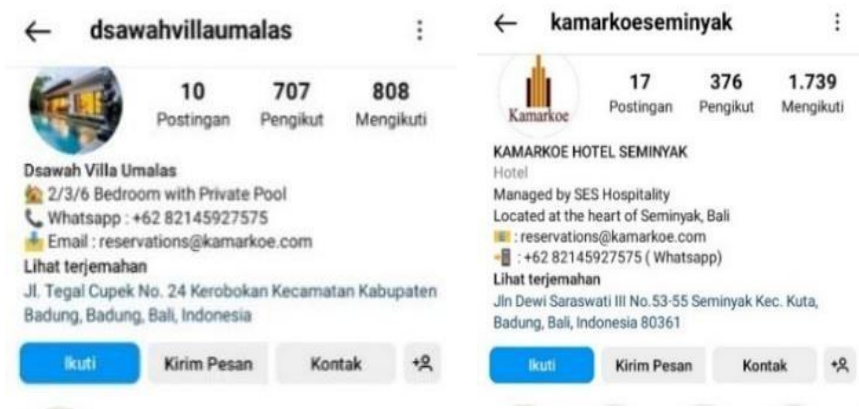 dsawahvillaumalas
10 707 808
Postingan Pengikut Mengikuti
Dsawah Villa Umalas
2/3/6 Bedroom with Private Pool
Whatsapp : +62 82145927575
Email : reservations@kamarkoe.com
Lihat terjemahan
Jl. Tegal Cupek No. 24 Kerobokan Kecamatan Kabupaten
Badung, Badung, Bali, Indonesia
Ikuti Kirim Pesan Kontak
kamarkoeseminyak
Kamarkoe
17 376 1.739
Postingan Pengikut Mengikuti
KAMARKOE HOTEL SEMINYAK
Hotel
Managed by SES Hospitality
Located at the heart of Seminyak, Bali
: reservations@kamarkoe.com
: +62 82145927575 ( Whatsapp)
Lihat terjemahan
Jln Dewi Saraswati III No.53-55 Seminyak Kec. Kuta,
Badung, Bali, Indonesia 80361
Ikuti Kirim Pesan Kontak